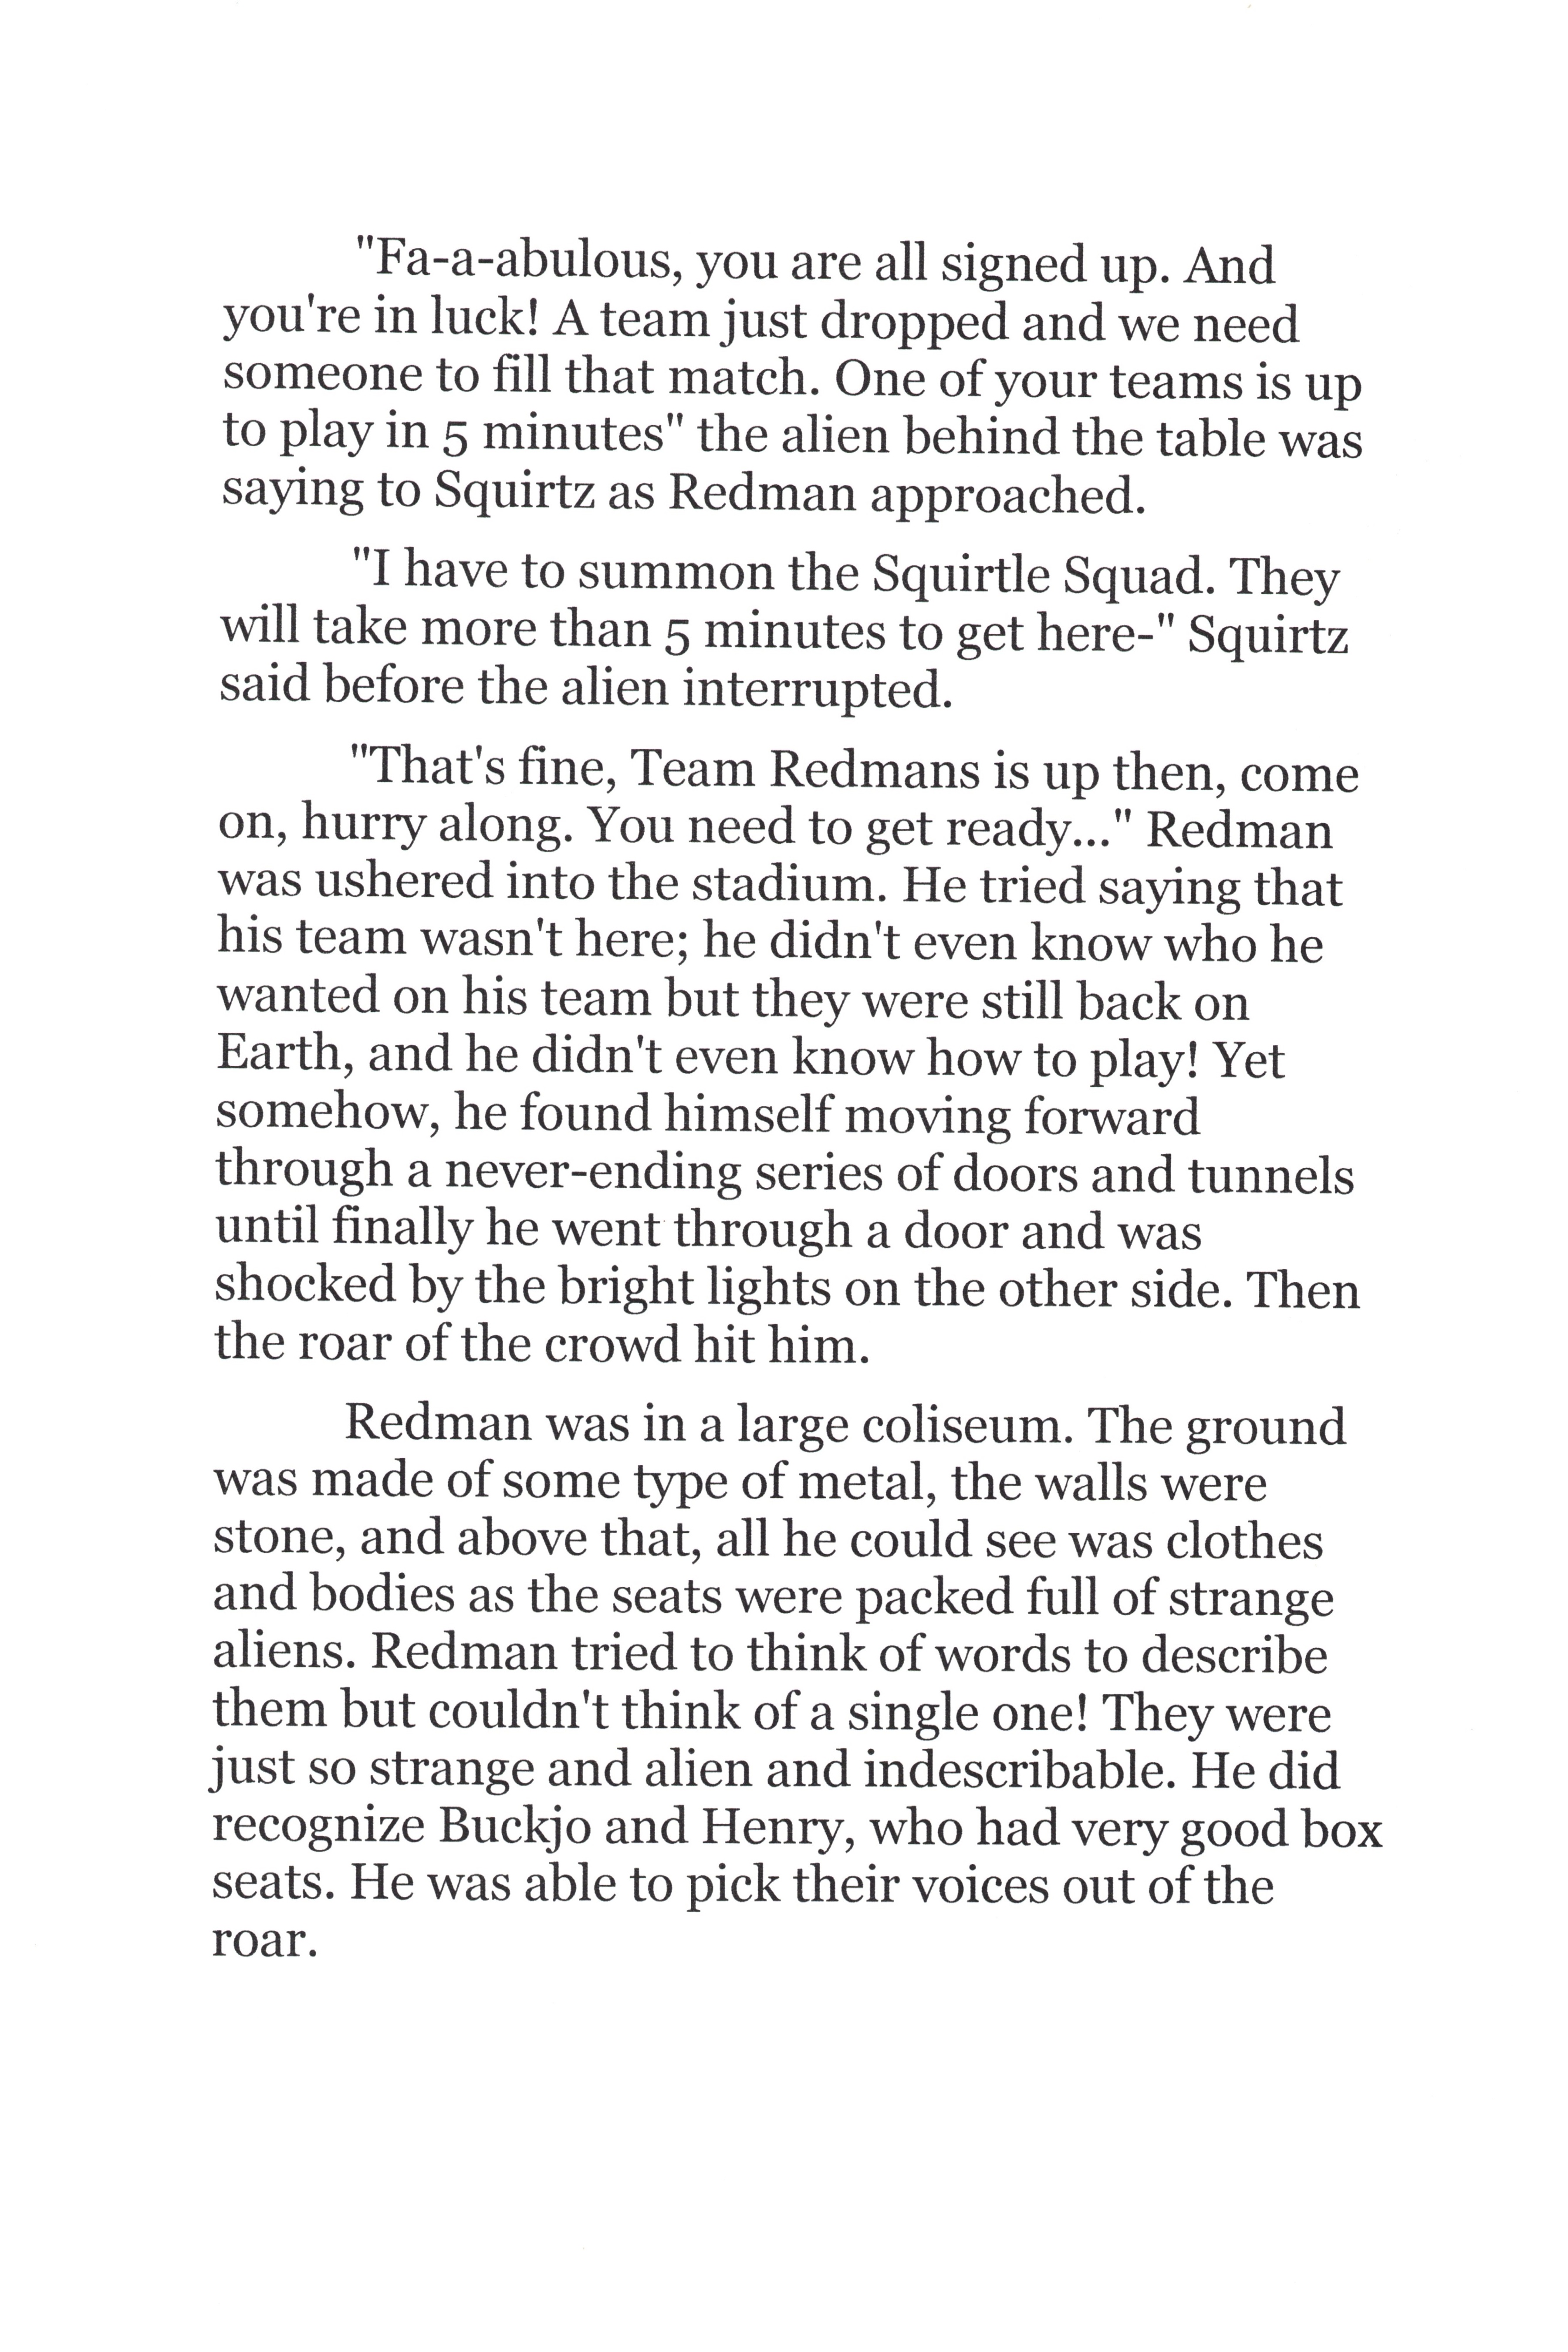 "Fa-a-abulous, you are all signed up. And
you're in luck! A team just dropped and we need
someone to fill that match. One of your teams is up
to play in 5 minutes" the alien behind the table was
saying to Squirtz as Redman approached.
"I have to summon the Squirtle Squad. They
will take more than 5 minutes to get here-" Squirtz
said before the alien interrupted.
"That's fine, Team Redmans is up then, come
on, hurry along. You need to get ready..." Redman
was ushered into the stadium. He tried saying that
his team wasn't here; he didn't even know who he
wanted on his team but they were still back on
Earth, and he didn't even know how to play! Yet
somehow, he found himself moving forward
through a never-ending series of doors and tunnels
until finally he went through a door and was
shocked by the bright lights on the other side. Then
the roar of the crowd hit him.
Redman was in a large coliseum. The ground
was made of some type of metal, the walls were
stone, and above that, all he could see was clothes
and bodies as the seats were packed full of strange
aliens. Redman tried to think of words to describe
them but couldn't think of a single one! They were
just so strange and alien and indescribable. He did
recognize Buckjo and Henry, who had very good box
seats. He was able to pick their voices out of the
roar.